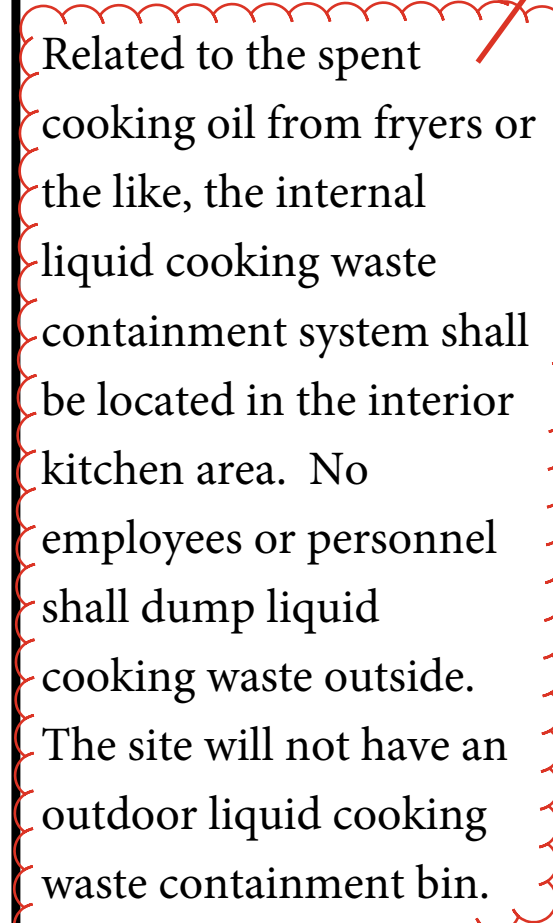 Related to the spent
cooking oil from fryers or
the like, the internal
liquid cooking waste
containment system shall
be located in the interior
kitchen area.  No
employees or personnel
shall dump liquid
cooking waste outside.
The site will not have an
outdoor liquid cooking
waste containment bin.